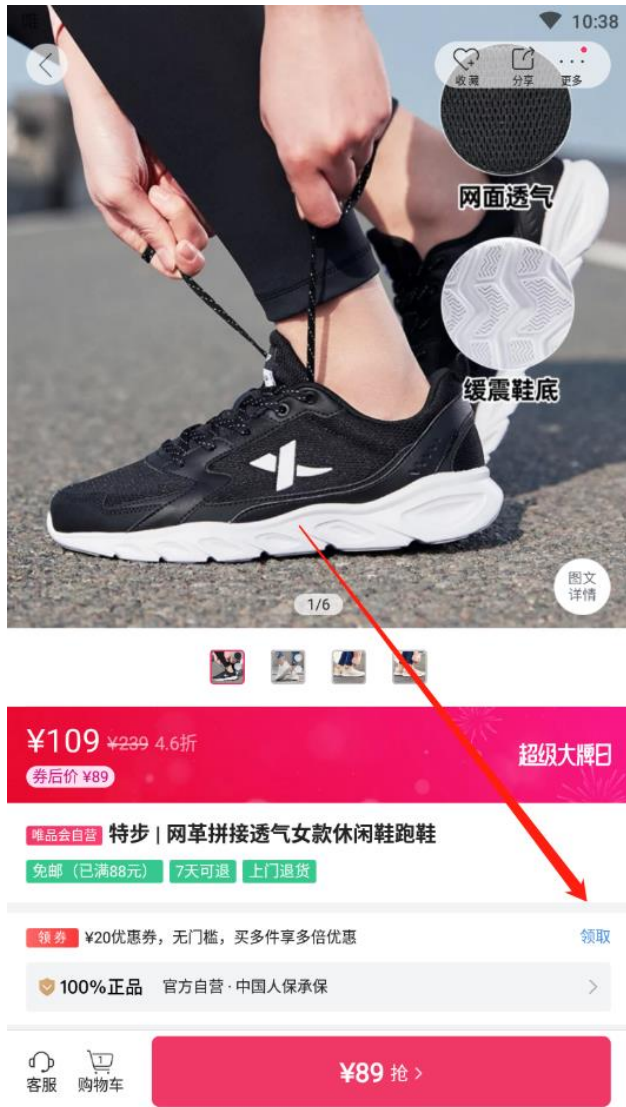 10:38
收藏 分享 更多
网面透气
缓震鞋底
图文
详情
1/6
¥109 ¥239 4.6折
超级大牌日
券后价 ¥89
唯品会自营 特步 | 网革拼接透气女款休闲鞋跑鞋
免邮（已满88元） 7天可退 上门退货
领券 ¥20优惠券，无门槛，买多件享多倍优惠 领取
100%正品 官方自营 · 中国人保承保
1
客服 购物车
¥89 抢